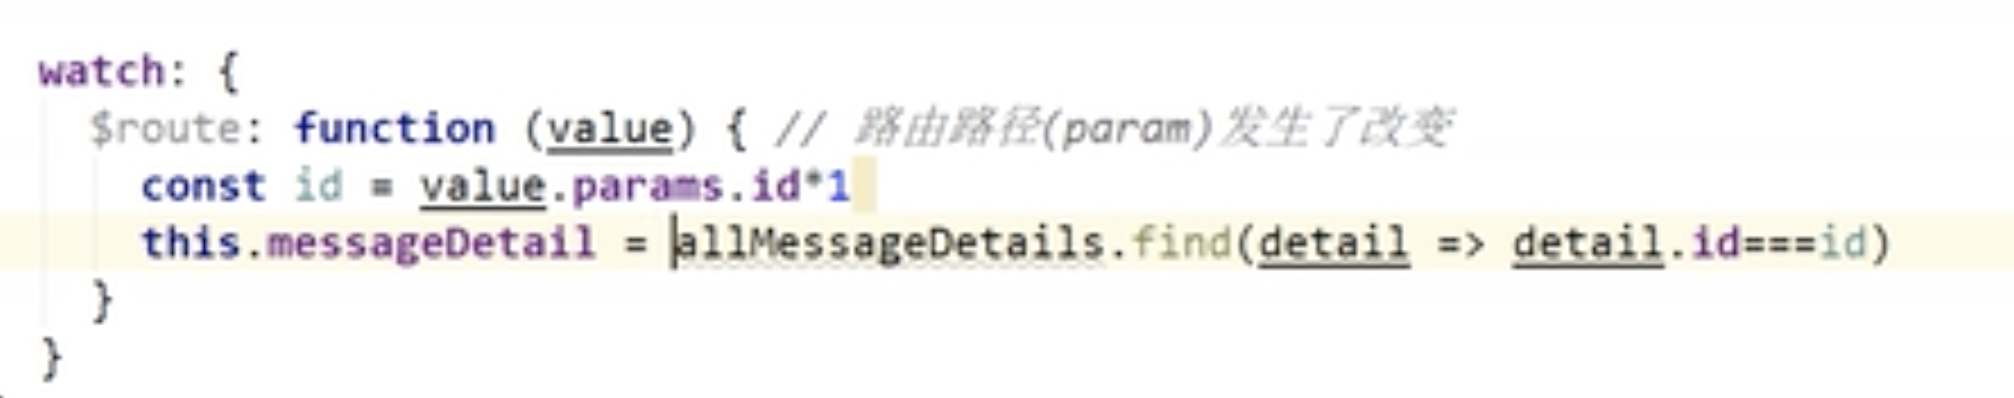 watch: {
$route: function (value) { // 路由路径(param)发生了改变
const id = value.params.id*1
this.messageDetail = allMessageDetails.find(detail => detail.id===id)
}
}